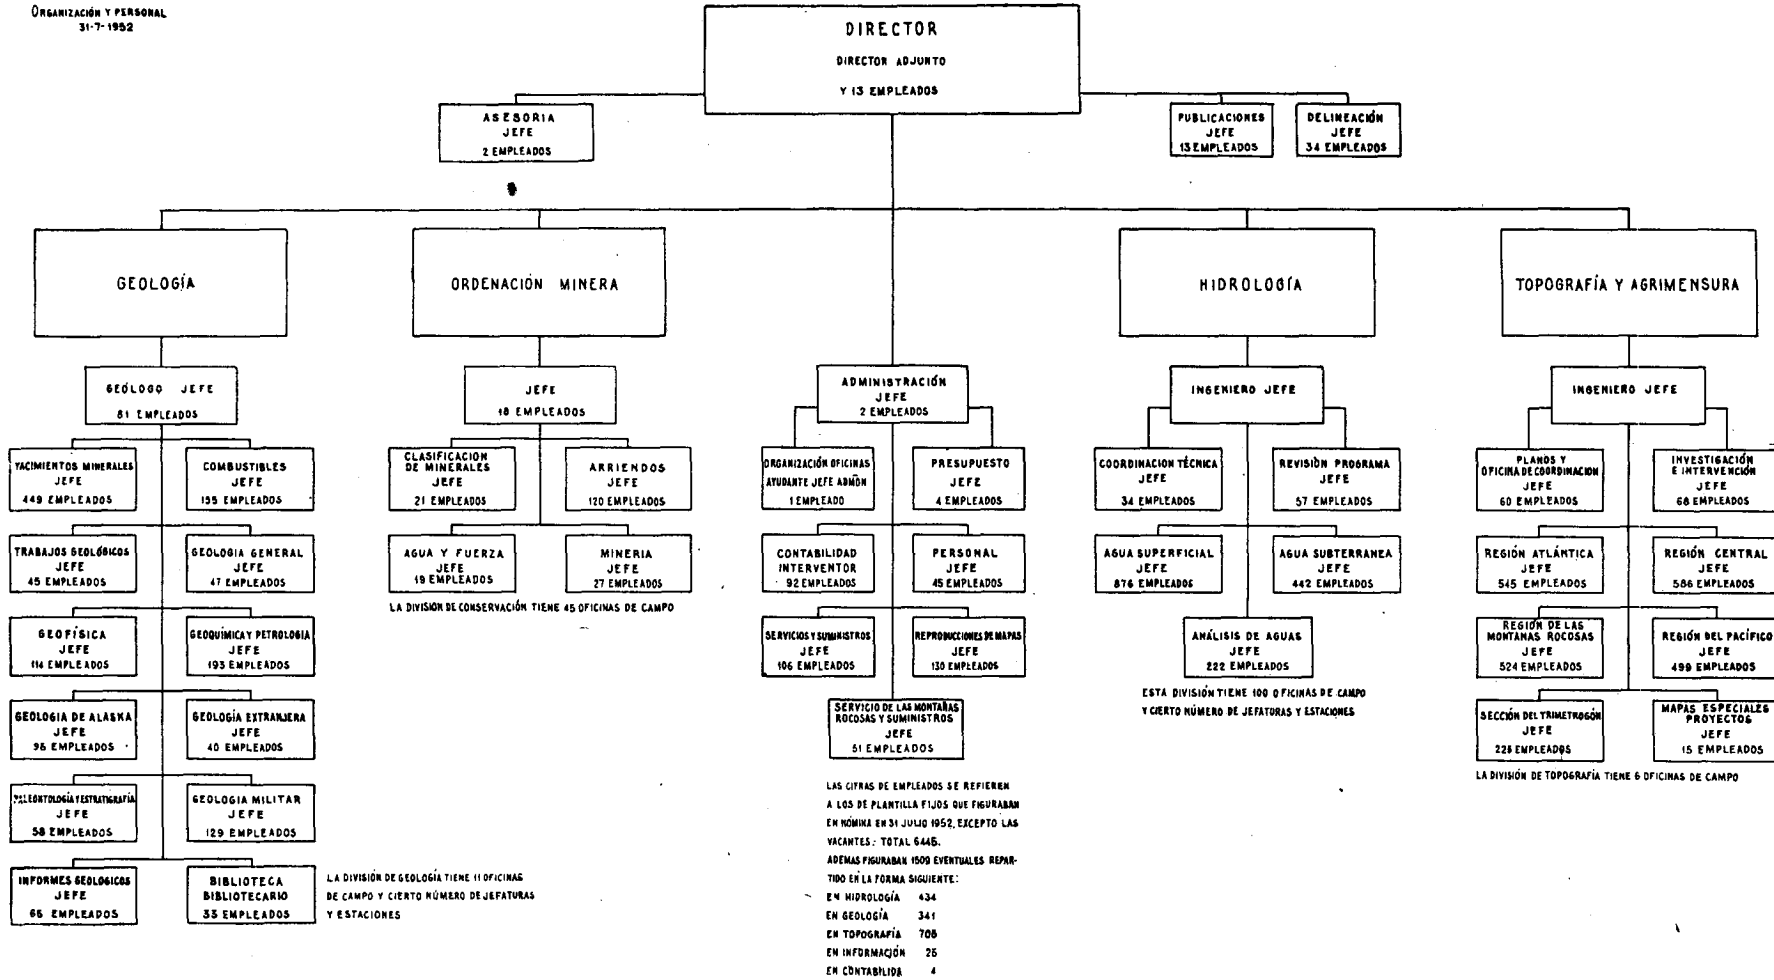 ORGANIZACIÓN Y PERSONAL
31-7-1952
DIRECTOR
DIRECTOR ADJUNTO
Y 13 EMPLEADOS
ASESORIA
JEFE
2 EMPLEADOS
PUBLICACIONES
JEFE
13 EMPLEADOS
DELINEACIÓN
JEFE
34 EMPLEADOS
GEOLOGÍA
ORDENACIÓN MINERA
HIDROLOGÍA
TOPOGRAFÍA Y AGRIMENSURA
GEÓLOGO JEFE
81 EMPLEADOS
YACIMIENTOS MINERALES
JEFE
449 EMPLEADOS
COMBUSTIBLES
JEFE
155 EMPLEADOS
TRABAJOS GEOLÓGICOS
JEFE
45 EMPLEADOS
GEOLOGIA GENERAL
JEFE
47 EMPLEADOS
GEOFÍSICA
JEFE
114 EMPLEADOS
GEOQUÍMICA Y PETROLOGIA
JEFE
193 EMPLEADOS
GEOLOGIA DE ALASKA
JEFE
96 EMPLEADOS
GEOLOGÍA EXTRANJERA
JEFE
40 EMPLEADOS
PALEONTOLOGÍA Y ESTRATIGRAFÍA
JEFE
58 EMPLEADOS
GEOLOGIA MILITAR
JEFE
129 EMPLEADOS
INFORMES GEOLOGICOS
JEFE
66 EMPLEADOS
BIBLIOTECA
BIBLIOTECARIO
33 EMPLEADOS
LA DIVISIÓN DE GEOLOGÍA TIENE 11 OFICINAS
DE CAMPO Y CIERTO NÚMERO DE JEFATURAS
Y ESTACIONES
JEFE
18 EMPLEADOS
CLASIFICACION
DE MINERALES
JEFE
21 EMPLEADOS
ARRIENDOS
JEFE
120 EMPLEADOS
AGUA Y FUERZA
JEFE
19 EMPLEADOS
MINERIA
JEFE
27 EMPLEADOS
LA DIVISIÓN DE CONSERVACIÓN TIENE 45 OFICINAS DE CAMPO
ADMINISTRACIÓN
JEFE
2 EMPLEADOS
ORGANIZACIÓN OFICINAS
AYUDANTE JEFE ADMÓN
1 EMPLEADO
PRESUPUESTO
JEFE
4 EMPLEADOS
CONTABILIDAD
INTERVENTOR
92 EMPLEADOS
PERSONAL
JEFE
45 EMPLEADOS
SERVICIOS Y SUMINISTROS
JEFE
106 EMPLEADOS
REPRODUCCIONES DE MAPAS
JEFE
130 EMPLEADOS
SERVICIO DE LAS MONTAÑAS
ROCOSAS Y SUMINISTROS
JEFE
51 EMPLEADOS
LAS CIFRAS DE EMPLEADOS SE REFIEREN
A LOS DE PLANTILLA FIJOS QUE FIGURABAN
EN NÓMINA EN 31 JULIO 1952, EXCEPTO LAS
VACANTES: TOTAL 6445.
ADEMAS FIGURABAN 1509 EVENTUALES REPAR-
TIDO EN LA FORMA SIGUIENTE:
EN HIDROLOGÍA 434
EN GEOLOGÍA 341
EN TOPOGRAFÍA 705
EN INFORMACIÓN 25
EN CONTABILIDA 4
INGENIERO JEFE
COORDINACION TÉCNICA
JEFE
34 EMPLEADOS
REVISIÓN PROGRAMA
JEFE
57 EMPLEADOS
AGUA SUPERFICIAL
JEFE
876 EMPLEADOS
AGUA SUBTERRANEA
JEFE
442 EMPLEADOS
ANÁLISIS DE AGUAS
JEFE
222 EMPLEADOS
ESTA DIVISIÓN TIENE 100 OFICINAS DE CAMPO
Y CIERTO NÚMERO DE JEFATURAS Y ESTACIONES
INGENIERO JEFE
PLANOS Y
OFICINA DE COORDINACION
JEFE
60 EMPLEADOS
INVESTIGACIÓN
E INTERVENCIÓN
JEFE
68 EMPLEADOS
REGIÓN ATLÁNTICA
JEFE
545 EMPLEADOS
REGIÓN CENTRAL
JEFE
586 EMPLEADOS
REGIÓN DE LAS
MONTAÑAS ROCOSAS
JEFE
524 EMPLEADOS
REGIÓN DEL PACÍFICO
JEFE
499 EMPLEADOS
SECCIÓN DEL TRIMETROGÓN
JEFE
225 EMPLEADOS
MAPAS ESPECIALES
PROYECTOS
JEFE
15 EMPLEADOS
LA DIVISIÓN DE TOPOGRAFÍA TIENE 6 OFICINAS DE CAMPO